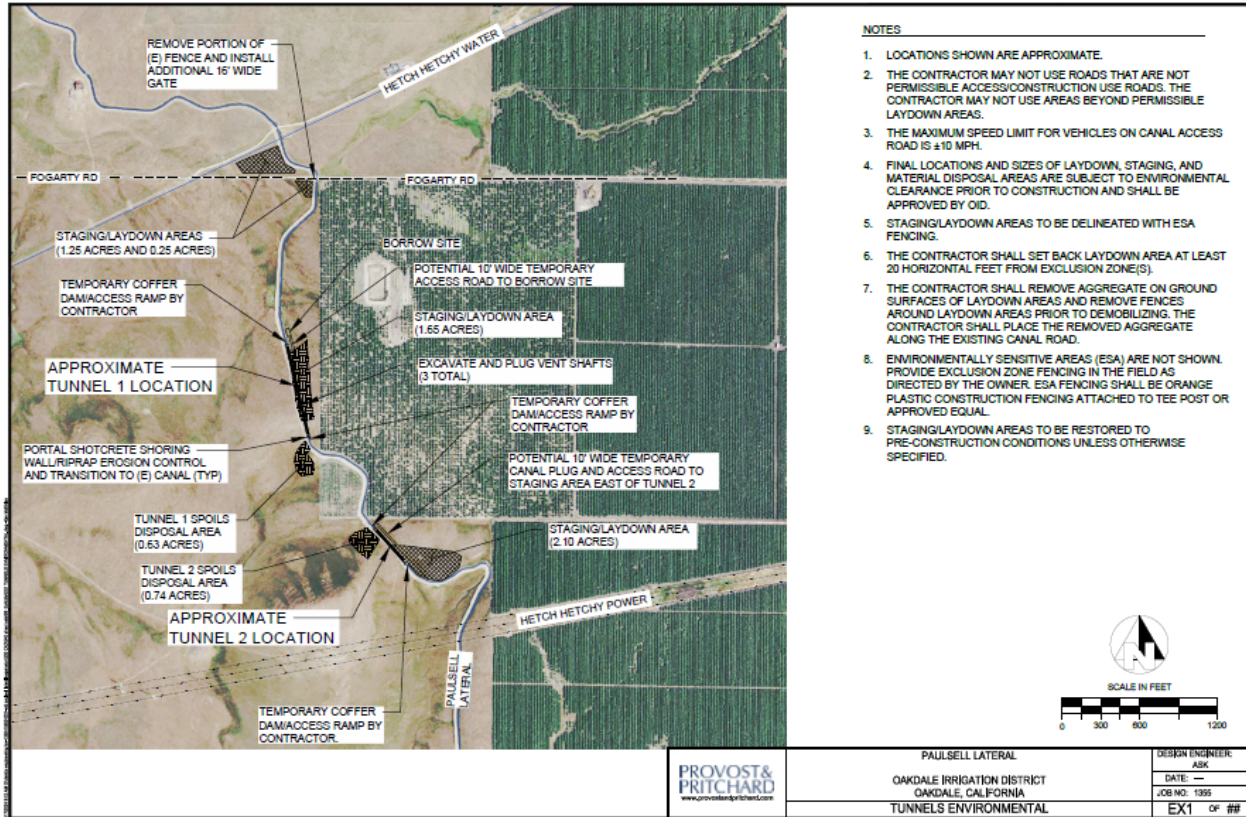 REMOVE PORTION OF
(E) FENCE AND INSTALL
ADDITIONAL 16' WIDE
GATE
HETCH HETCHY WATER
FOGARTY RD
FOGARTY RD
STAGING/LAYDOWN AREAS
(1.25 ACRES AND 0.25 ACRES)
BORROW SITE
POTENTIAL 10' WIDE TEMPORARY
ACCESS ROAD TO BORROW SITE
TEMPORARY COFFER
DAM/ACCESS RAMP BY
CONTRACTOR
STAGING/LAYDOWN AREA
(1.65 ACRES)
APPROXIMATE
TUNNEL 1 LOCATION
EXCAVATE AND PLUG VENT SHAFTS
(3 TOTAL)
TEMPORARY COFFER
DAM/ACCESS RAMP BY
CONTRACTOR
PORTAL SHOTCRETE SHORING
WALL/RIPRAP EROSION CONTROL
AND TRANSITION TO (E) CANAL (TYP)
POTENTIAL 10' WIDE TEMPORARY
CANAL PLUG AND ACCESS ROAD TO
STAGING AREA EAST OF TUNNEL 2
TUNNEL 1 SPOILS
DISPOSAL AREA
(0.63 ACRES)
STAGING/LAYDOWN AREA
(2.10 ACRES)
TUNNEL 2 SPOILS
DISPOSAL AREA
(0.74 ACRES)
APPROXIMATE
TUNNEL 2 LOCATION
HETCH HETCHY POWER
PAULSELL
LATERAL
TEMPORARY COFFER
DAM/ACCESS RAMP BY
CONTRACTOR.
NOTES
1. LOCATIONS SHOWN ARE APPROXIMATE.
2. THE CONTRACTOR MAY NOT USE ROADS THAT ARE NOT
PERMISSIBLE ACCESS/CONSTRUCTION USE ROADS. THE
CONTRACTOR MAY NOT USE AREAS BEYOND PERMISSIBLE
LAYDOWN AREAS.
3. THE MAXIMUM SPEED LIMIT FOR VEHICLES ON CANAL ACCESS
ROAD IS ±10 MPH.
4. FINAL LOCATIONS AND SIZES OF LAYDOWN, STAGING, AND
MATERIAL DISPOSAL AREAS ARE SUBJECT TO ENVIRONMENTAL
CLEARANCE PRIOR TO CONSTRUCTION AND SHALL BE
APPROVED BY OID.
5. STAGING/LAYDOWN AREAS TO BE DELINEATED WITH ESA
FENCING.
6. THE CONTRACTOR SHALL SET BACK LAYDOWN AREA AT LEAST
20 HORIZONTAL FEET FROM EXCLUSION ZONE(S).
7. THE CONTRACTOR SHALL REMOVE AGGREGATE ON GROUND
SURFACES OF LAYDOWN AREAS AND REMOVE FENCES
AROUND LAYDOWN AREAS PRIOR TO DEMOBILIZING. THE
CONTRACTOR SHALL PLACE THE REMOVED AGGREGATE
ALONG THE EXISTING CANAL ROAD.
8. ENVIRONMENTALLY SENSITIVE AREAS (ESA) ARE NOT SHOWN.
PROVIDE EXCLUSION ZONE FENCING IN THE FIELD AS
DIRECTED BY THE OWNER. ESA FENCING SHALL BE ORANGE
PLASTIC CONSTRUCTION FENCING ATTACHED TO TEE POST OR
APPROVED EQUAL.
9. STAGING/LAYDOWN AREAS TO BE RESTORED TO
PRE-CONSTRUCTION CONDITIONS UNLESS OTHERWISE
SPECIFIED.
N
SCALE IN FEET
0 300 600 1200
PROVOST&
PRITCHARD
www.provostandpritchard.com
PAULSELL LATERAL
OAKDALE IRRIGATION DISTRICT
OAKDALE, CALIFORNIA
TUNNELS ENVIRONMENTAL
DESIGN ENGINEER:
ASK
DATE: —
JOB NO: 1355
EX1 OF ##